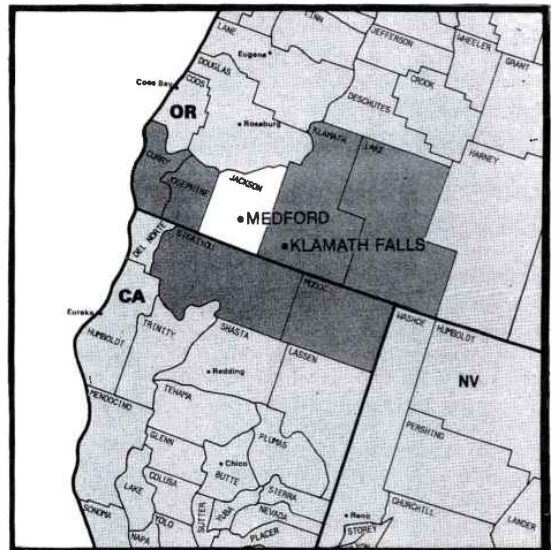 LANE
LINN
JEFFERSON
WHEELER
GRANT
Eugene
DOUGLAS
CROOK
COOS
Coos Bay
DESCHUTES
OR
Roseburg
KLAMATH
LAKE
HARNEY
CURRY
JOSEPHINE
JACKSON
MEDFORD
KLAMATH FALLS
DEL NORTE
SISKIYOU
MODOC
CA
WASHOE
HUMBOLDT
Eureka
HUMBOLDT
TRINITY
SHASTA
LASSEN
NV
Redding
TEHAMA
MENDOCINO
PERSHING
GLENN
PLUMAS
Chico
BUTTE
LAKE
COLUSA
SIERRA
SUTTER
YUBA
NEVADA
CHURCHILL
LANDER
SONOMA
YOLO
Reno
NAPA
PLACER
STOREY